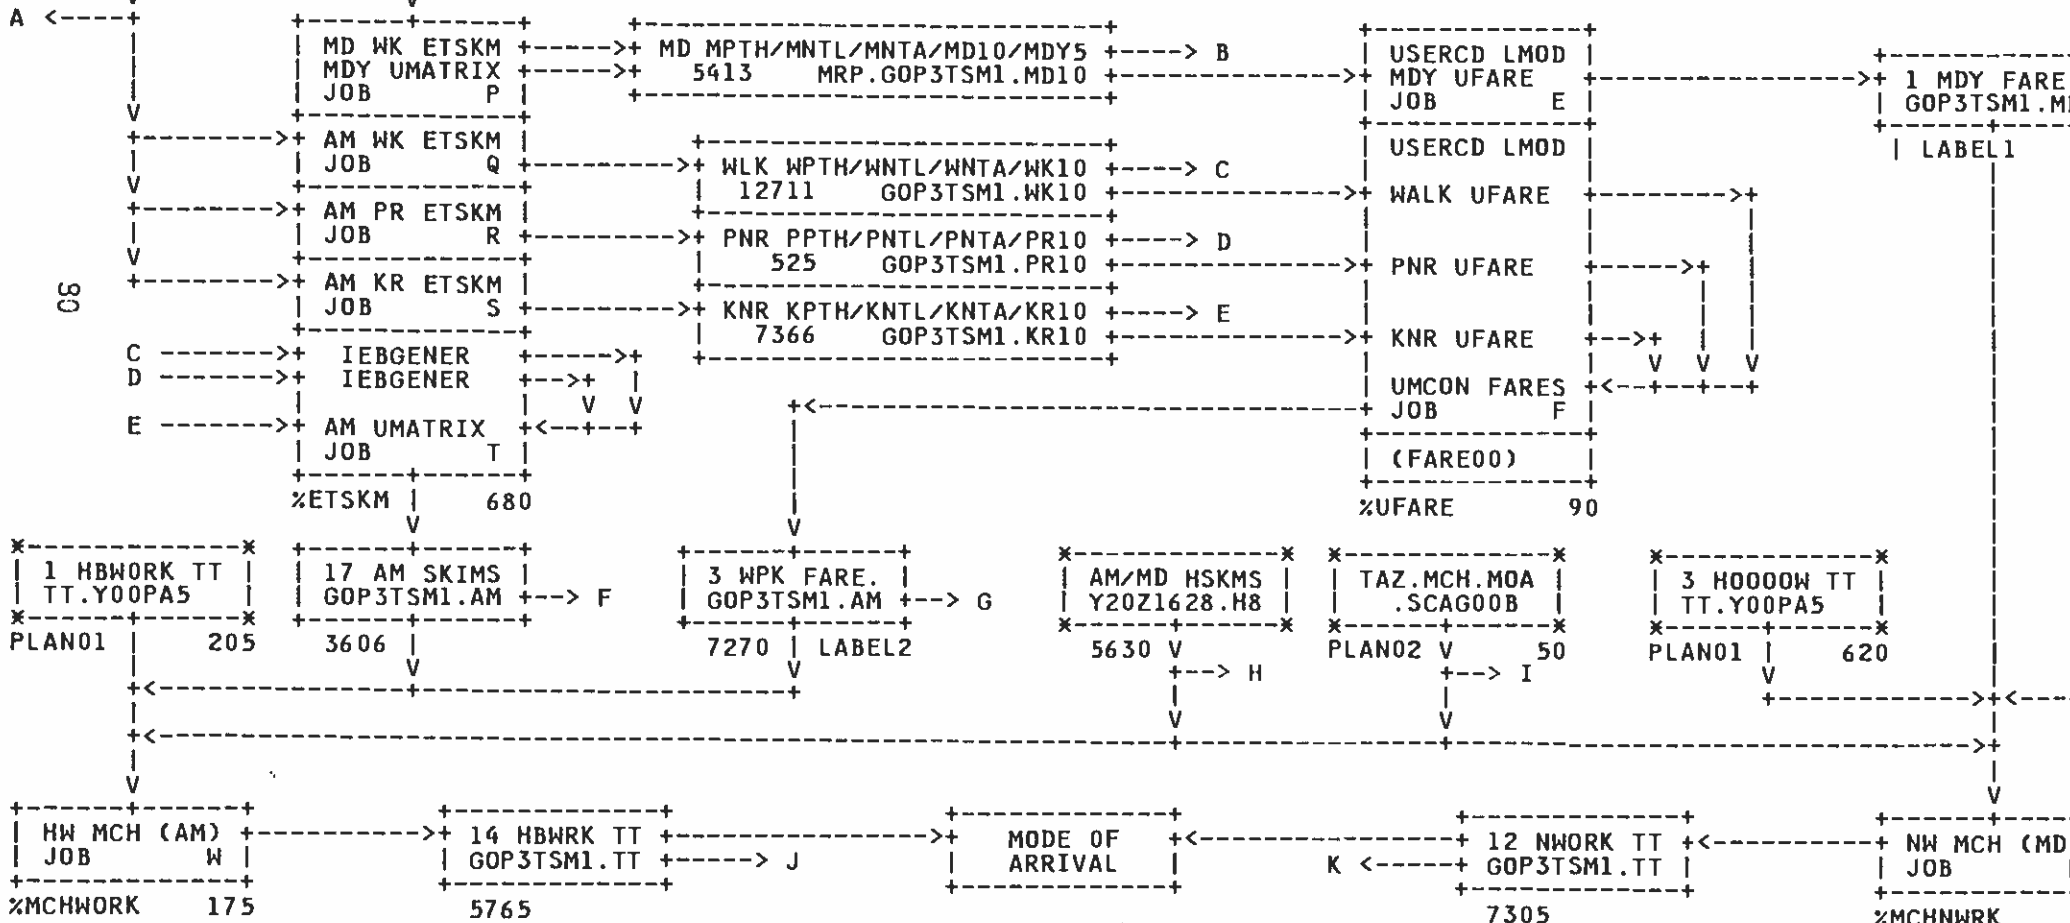 A
MD WK ETSKM
MDY UMATRIX
JOB P
MD MPTH/MNTL/MNTA/MD10/MDY5
5413 MRP.GOP3TSM1.MD10
B
USERCD LMOD
MDY UFARE
JOB E
1 MDY FARE
GOP3TSM1.M
LABEL1
AM WK ETSKM
JOB Q
WLK WPTH/WNTL/WNTA/WK10
12711 GOP3TSM1.WK10
C
USERCD LMOD
WALK UFARE
AM PR ETSKM
JOB R
PNR PPTH/PNTL/PNTA/PR10
525 GOP3TSM1.PR10
D
PNR UFARE
80
AM KR ETSKM
JOB S
KNR KPTH/KNTL/KNTA/KR10
7366 GOP3TSM1.KR10
E
KNR UFARE
C
IEBGENER
D
IEBGENER
UMCON FARES
JOB F
E
AM UMATRIX
JOB T
(FARE00)
%ETSKM 680
%UFARE 90
1 HBWORK TT
TT.Y00PA5
PLAN01 205
17 AM SKIMS
GOP3TSM1.AM
F
3606
3 WPK FARE.
GOP3TSM1.AM
G
7270 LABEL2
AM/MD HSKMS
Y20Z1628.H8
5630
H
TAZ.MCH.MOA
.SCAG00B
PLAN02 50
I
3 HOOOOW TT
TT.Y00PA5
PLAN01 620
HW MCH (AM)
JOB W
%MCHWORK 175
14 HBWRK TT
GOP3TSM1.TT
J
5765
MODE OF
ARRIVAL
12 NWORK TT
GOP3TSM1.TT
K
7305
NW MCH (MD
JOB
%MCHNWRK